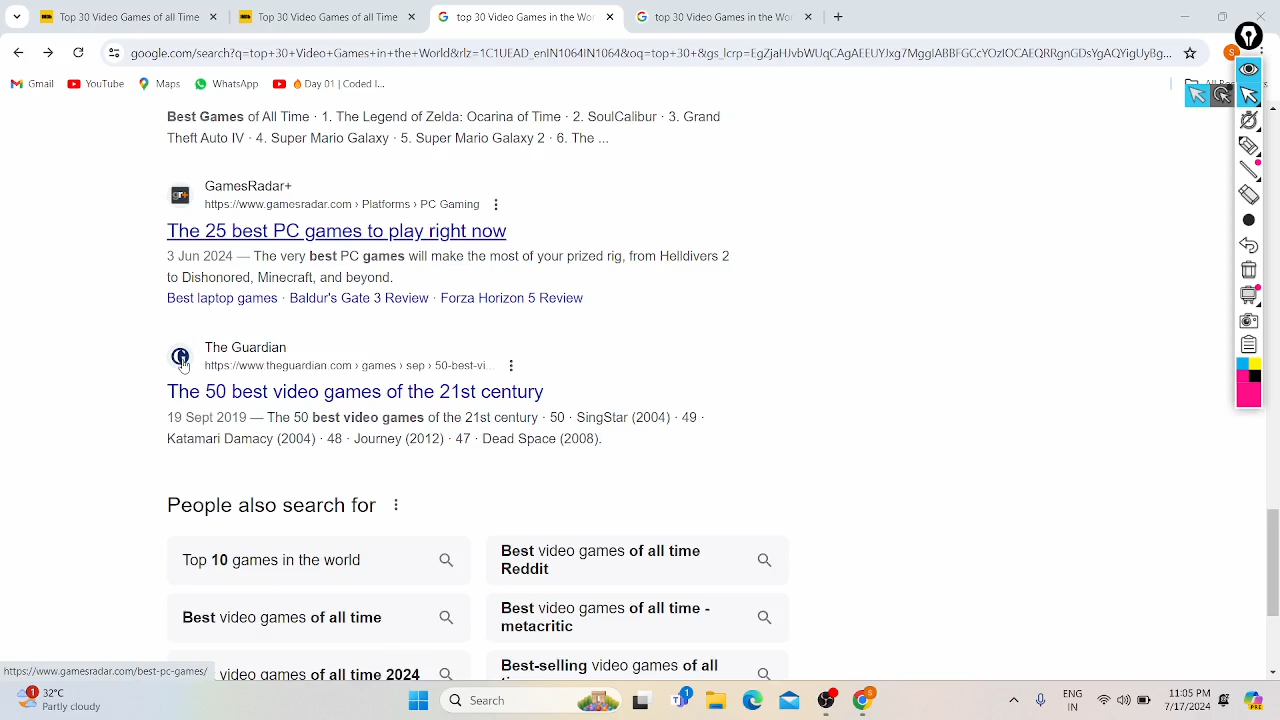 Top 30 Video Games of All Time
Top 30 Video Games of All Time
top 30 Video Games in the Wo
top 30 Video Games in the Wo
google.com/search?q=top+30+Video+Games+in+the+World&rlz=1C1UEAD_enIN1064IN1064&oq=top+30+&gs_lcrp=EgZjaHJvbWUqCAgAEEUYJxg7MggIABBFGCcYOzIOCAEQRRgnGDsYgAQYigUyBg...
Gmail
YouTube
Maps
WhatsApp
Day 01 | Coded I...
Best Games of All Time · 1. The Legend of Zelda: Ocarina of Time · 2. SoulCalibur · 3. Grand
Theft Auto IV · 4. Super Mario Galaxy · 5. Super Mario Galaxy 2 · 6. The ...
GamesRadar+
https://www.gamesradar.com › Platforms › PC Gaming
The 25 best PC games to play right now
3 Jun 2024 — The very best PC games will make the most of your prized rig, from Helldivers 2
to Dishonored, Minecraft, and beyond.
Best laptop games · Baldur's Gate 3 Review · Forza Horizon 5 Review
The Guardian
https://www.theguardian.com › games › sep › 50-best-vi...
The 50 best video games of the 21st century
19 Sept 2019 — The 50 best video games of the 21st century · 50 · SingStar (2004) · 49 ·
Katamari Damacy (2004) · 48 · Journey (2012) · 47 · Dead Space (2008).
People also search for
Top 10 games in the world
Best video games of all time
Reddit
Best video games of all time
Best video games of all time -
metacritic
video games of all time 2024
Best-selling video games of all
https://www.gamesradar.com/best-pc-games/
32°C
Partly cloudy
Search
ENG
IN
11:05 PM
7/17/2024